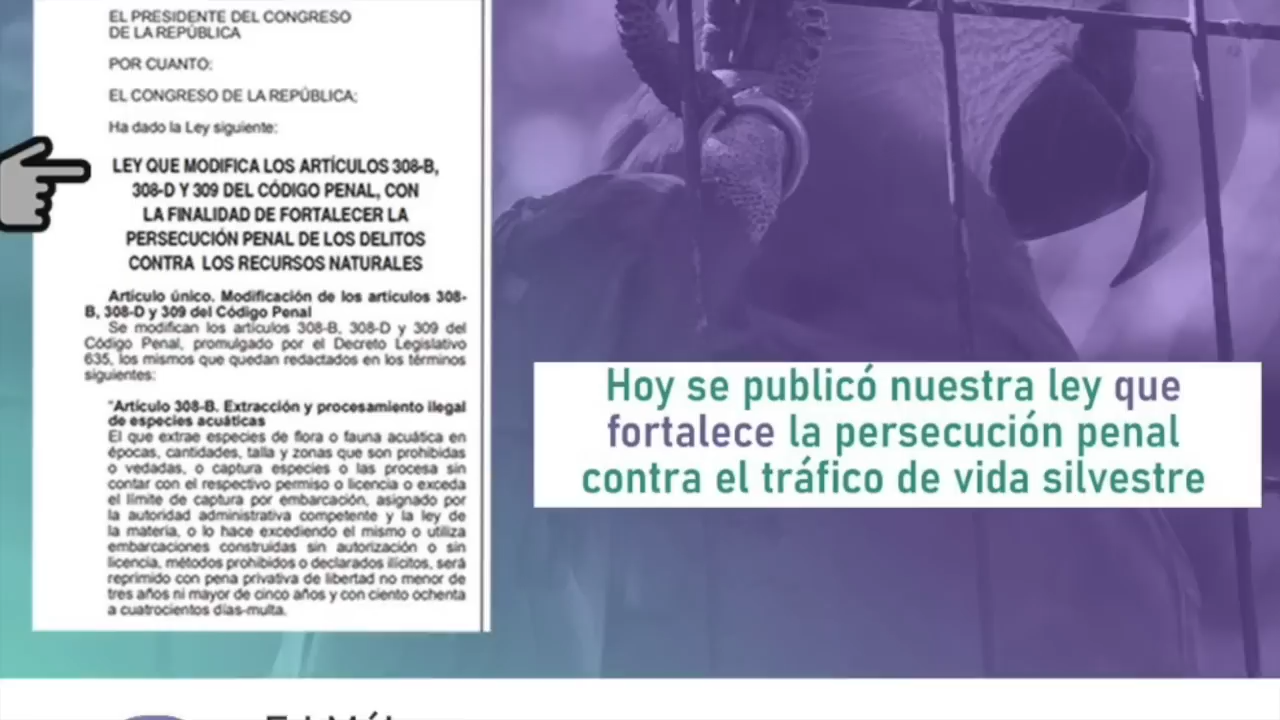 EL PRESIDENTE DEL CONGRESO
DE LA REPÚBLICA
POR CUANTO:
EL CONGRESO DE LA REPÚBLICA;
Ha dado la Ley siguiente:
LEY QUE MODIFICA LOS ARTÍCULOS 308-B,
308-D Y 309 DEL CÓDIGO PENAL, CON
LA FINALIDAD DE FORTALECER LA
PERSECUCIÓN PENAL DE LOS DELITOS
CONTRA LOS RECURSOS NATURALES
Artículo único. Modificación de los artículos 308-
B, 308-D y 309 del Código Penal
Se modifican los artículos 308-B, 308-D y 309 del
Código Penal, promulgado por el Decreto Legislativo
635, los mismos que quedan redactados en los términos
siguientes:
"Artículo 308-B. Extracción y procesamiento ilegal
de especies acuáticas
El que extrae especies de flora o fauna acuática en
épocas, cantidades, talla y zonas que son prohibidas
o vedadas, o captura especies o las procesa sin
contar con el respectivo permiso o licencia o exceda
el límite de captura por embarcación, asignado por
la autoridad administrativa competente y la ley de
la materia, o lo hace excediendo el mismo o utiliza
embarcaciones construidas sin autorización o sin
licencia, métodos prohibidos o declarados ilícitos, será
reprimido con pena privativa de libertad no menor de
tres años ni mayor de cinco años y con ciento ochenta
a cuatrocientos días-multa.
Hoy se publicó nuestra ley que
fortalece la persecución penal
contra el tráfico de vida silvestre